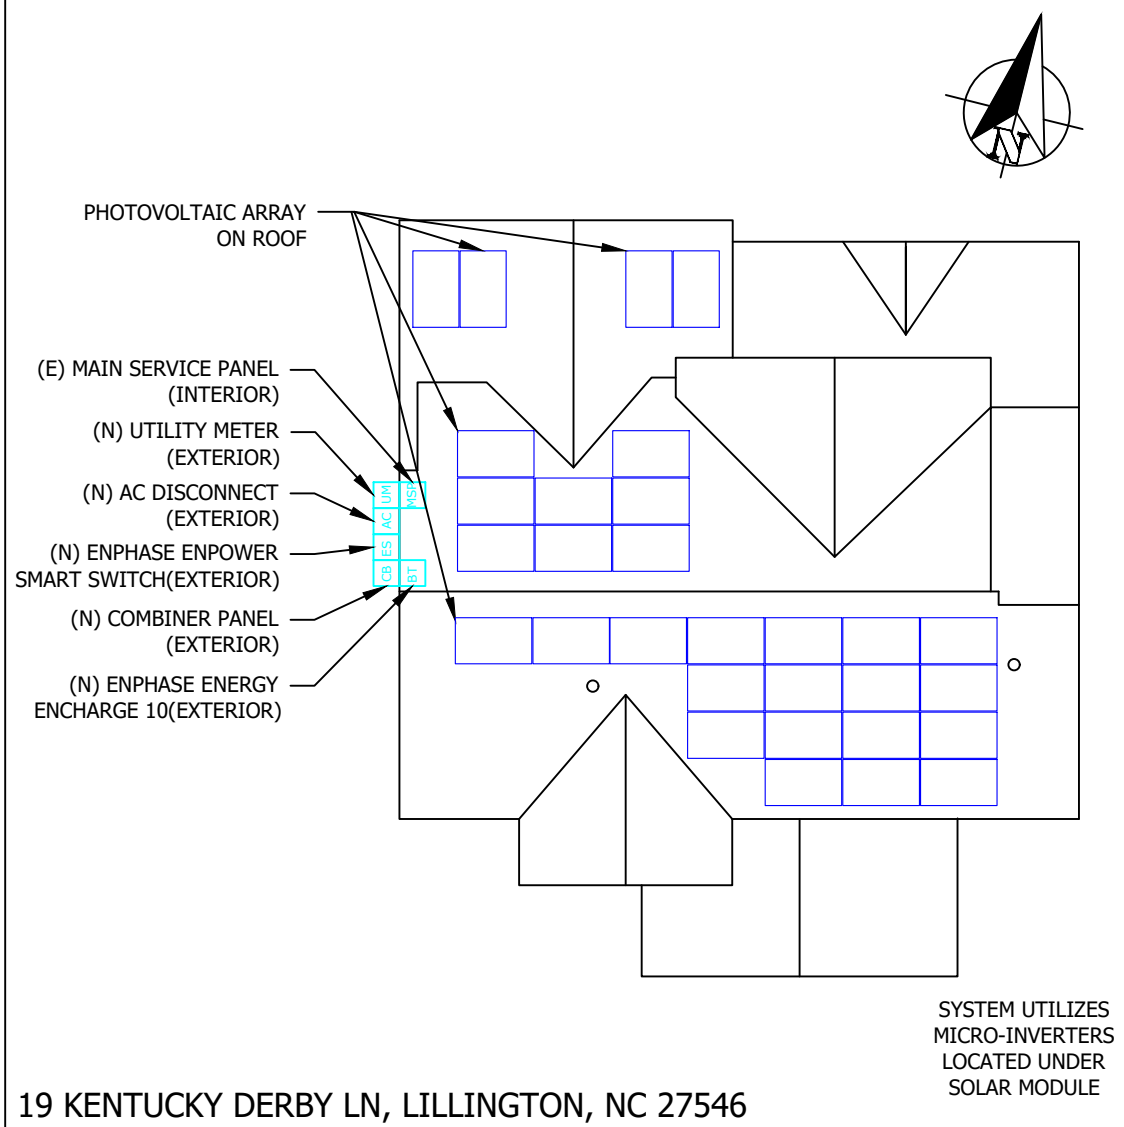 N
PHOTOVOLTAIC ARRAY
ON ROOF
(E) MAIN SERVICE PANEL
(INTERIOR)
(N) UTILITY METER
(EXTERIOR)
(N) AC DISCONNECT
(EXTERIOR)
(N) ENPHASE ENPOWER
SMART SWITCH(EXTERIOR)
(N) COMBINER PANEL
(EXTERIOR)
(N) ENPHASE ENERGY
ENCHARGE 10(EXTERIOR)
UM
MSP
AC
ES
CB
BT
SYSTEM UTILIZES
MICRO-INVERTERS
LOCATED UNDER
SOLAR MODULE
19 KENTUCKY DERBY LN, LILLINGTON, NC 27546